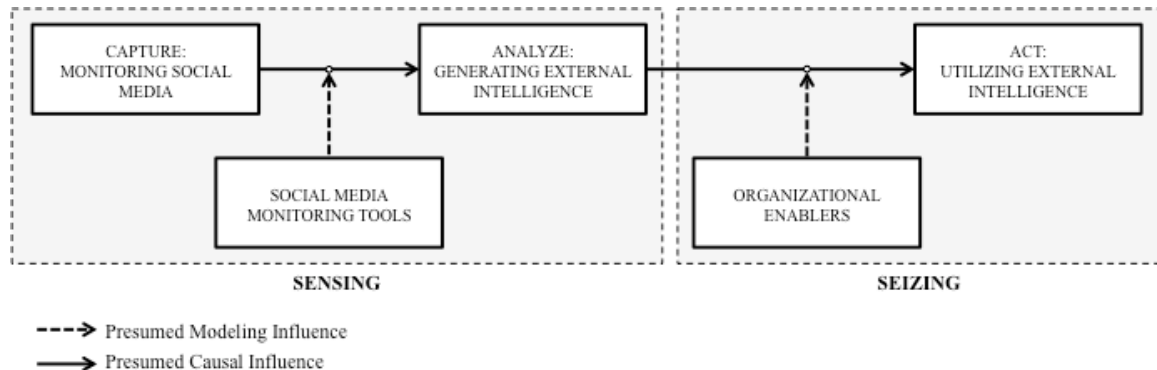 CAPTURE:
MONITORING SOCIAL
MEDIA
ANALYZE:
GENERATING EXTERNAL
INTELLIGENCE
ACT:
UTILIZING EXTERNAL
INTELLIGENCE
SOCIAL MEDIA
MONITORING TOOLS
ORGANIZATIONAL
ENABLERS
SENSING
SEIZING
Presumed Modeling Influence
Presumed Causal Influence